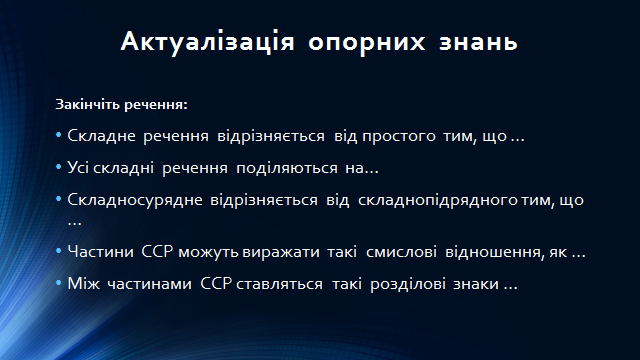 Актуалізація опорних знань
Закінчіть речення:
• Складне речення відрізняється від простого тим, що ...
• Усі складні речення поділяються на...
• Складносурядне відрізняється від складнопідрядного тим, що
...
• Частини ССР можуть виражати такі смислові відношення, як ...
• Між частинами ССР ставляться такі розділові знаки ...